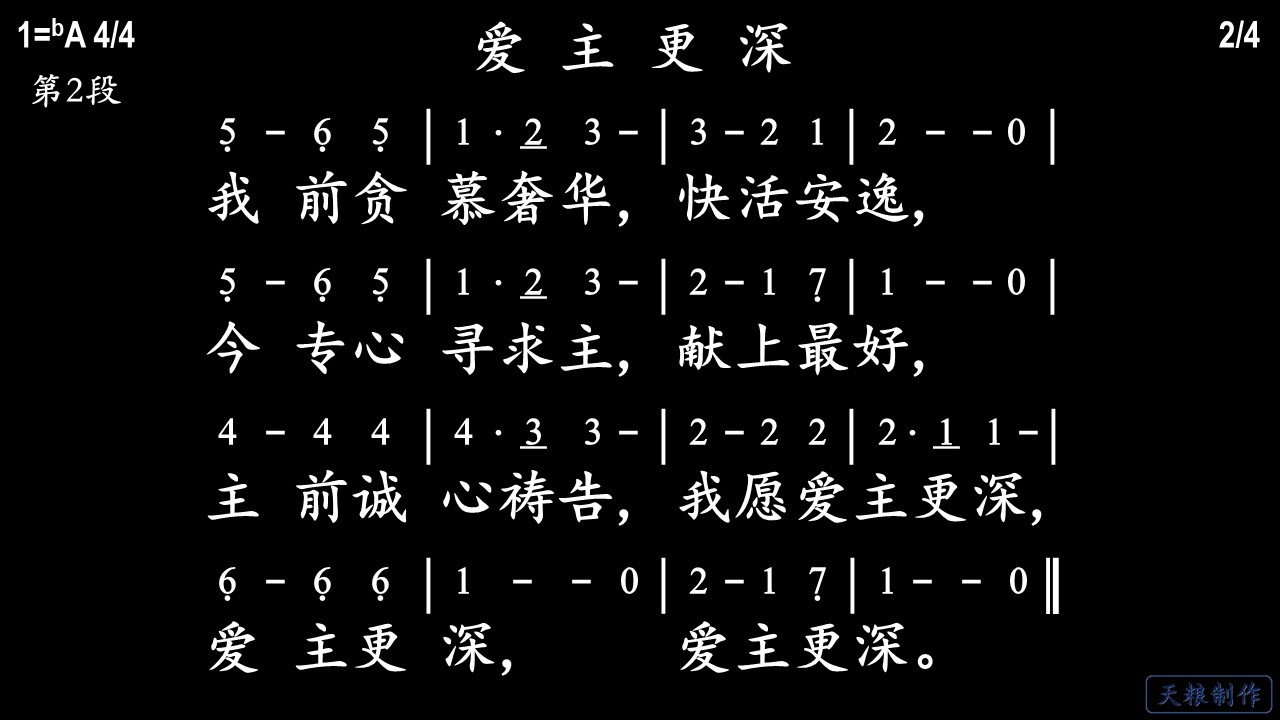 1=ᵇA 4/4
爱 主 更 深
2/4
第2段
5̣ － 6̣ 5̣ | 1 · 2̲ 3 － | 3 － 2 1 | 2 － － 0 |
我 前贪 慕奢华, 快活安逸,
5̣ － 6̣ 5̣ | 1 · 2̲ 3 － | 2 － 1 7̣ | 1 － － 0 |
今 专心 寻求主, 献上最好,
4 － 4 4 | 4 · 3̲ 3 － | 2 － 2 2 | 2 · 1̲ 1 － |
主 前诚 心祷告, 我愿爱主更深,
6̣ － 6̣ 6̣ | 1 － － 0 | 2 － 1 7̣ | 1 － － 0 ‖
爱 主更 深, 爱主更深。
天粮制作